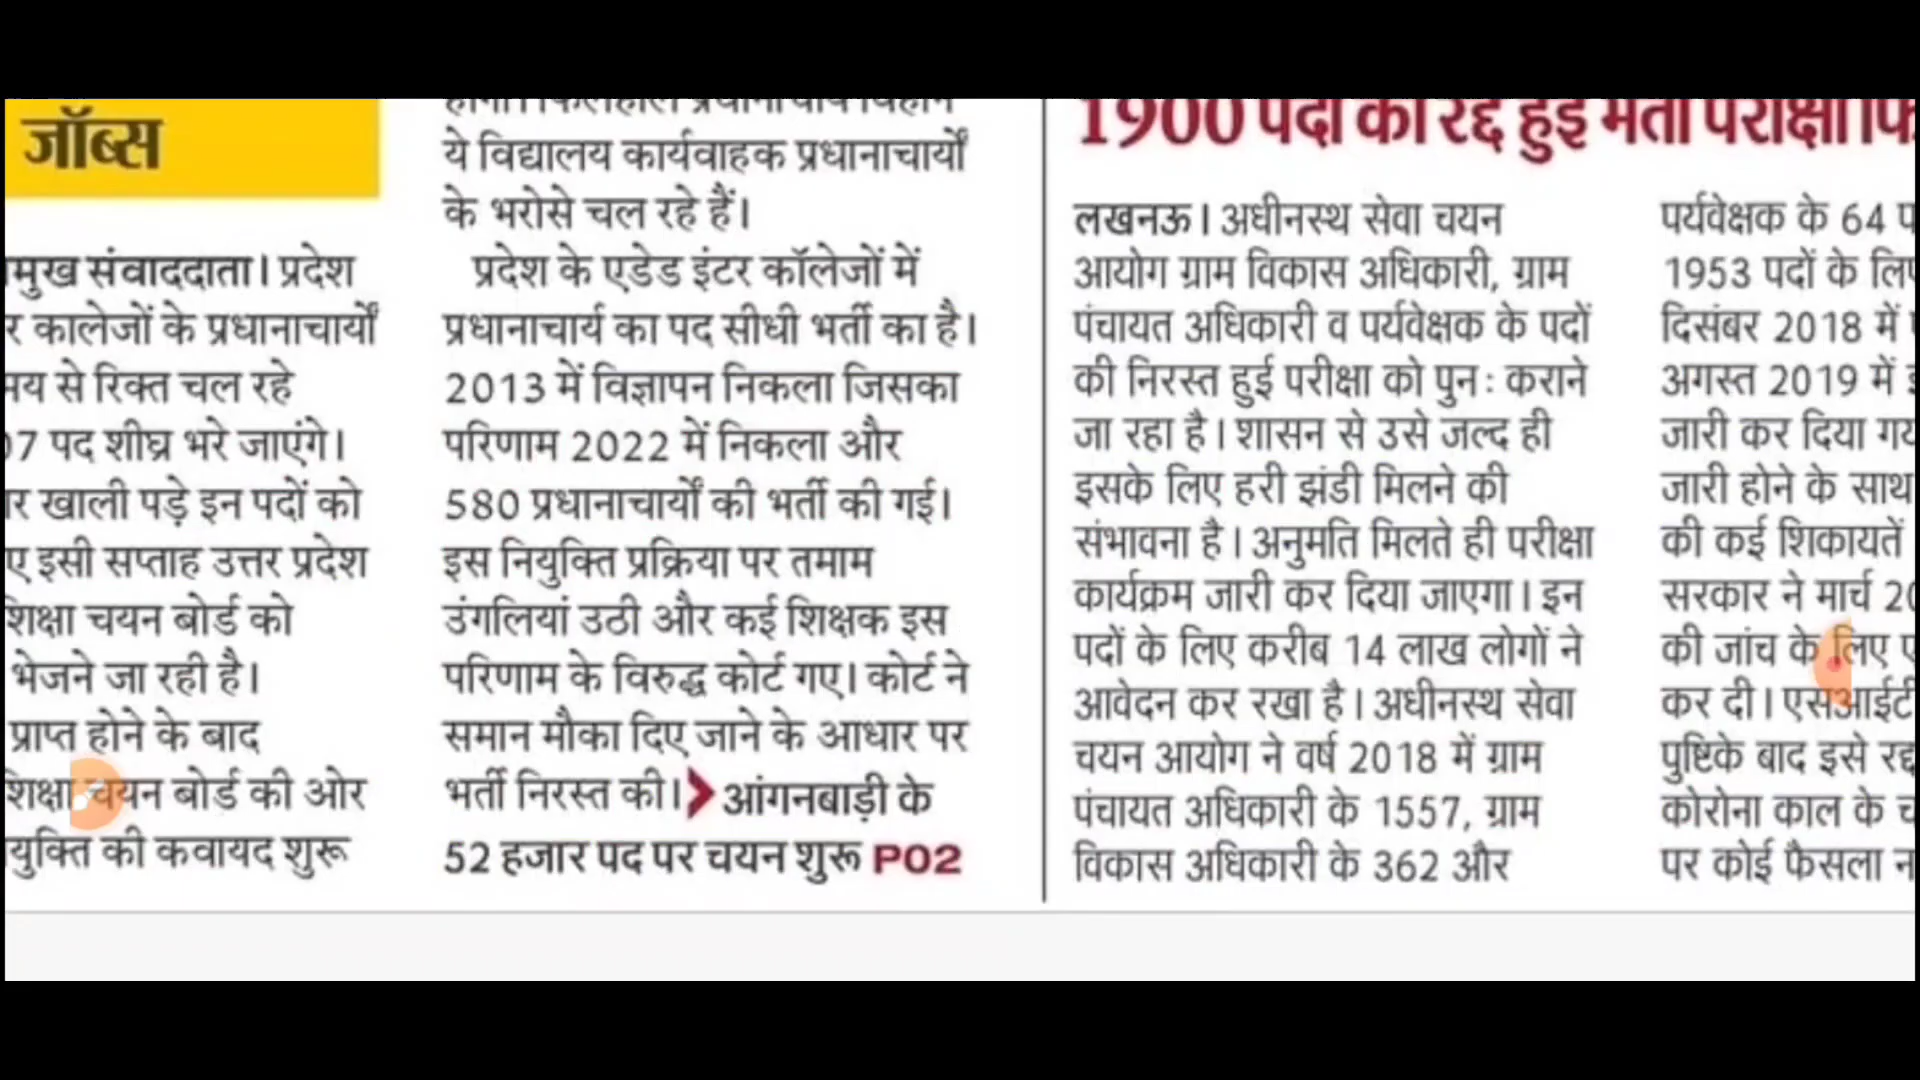 जॉब्स
संवाददाता। प्रदेश
कालेजों के प्रधानाचार्यों
से रिक्त चल रहे
पद शीघ्र भरे जाएंगे।
खाली पड़े इन पदों को
इसी सप्ताह उत्तर प्रदेश
शिक्षा चयन बोर्ड को
भेजने जा रही है।
प्राप्त होने के बाद
शिक्षा चयन बोर्ड की ओर
की कवायद शुरू
ये विद्यालय कार्यवाहक प्रधानाचार्यों
के भरोसे चल रहे हैं।
प्रदेश के एडेड इंटर कॉलेजों में
प्रधानाचार्य का पद सीधी भर्ती का है।
2013 में विज्ञापन निकला जिसका
परिणाम 2022 में निकला और
580 प्रधानाचार्यों की भर्ती की गई।
इस नियुक्ति प्रक्रिया पर तमाम
उंगलियां उठी और कई शिक्षक इस
परिणाम के विरुद्ध कोर्ट गए। कोर्ट ने
समान मौका दिए जाने के आधार पर
भर्ती निरस्त की। आंगनबाड़ी के
52 हजार पद पर चयन शुरू P02
1900 पदों की रद्द हुई भर्ती परीक्षा
लखनऊ। अधीनस्थ सेवा चयन
आयोग ग्राम विकास अधिकारी, ग्राम
पंचायत अधिकारी व पर्यवेक्षक के पदों
की निरस्त हुई परीक्षा को पुनः कराने
जा रहा है। शासन से उसे जल्द ही
इसके लिए हरी झंडी मिलने की
संभावना है। अनुमति मिलते ही परीक्षा
कार्यक्रम जारी कर दिया जाएगा। इन
पदों के लिए करीब 14 लाख लोगों ने
आवेदन कर रखा है। अधीनस्थ सेवा
चयन आयोग ने वर्ष 2018 में ग्राम
पंचायत अधिकारी के 1557, ग्राम
विकास अधिकारी के 362 और
पर्यवेक्षक के 64
1953 पदों के
दिसंबर 2018 में
अगस्त 2019 में
जारी कर दिया
जारी होने के साथ
की कई शिकायतें
सरकार ने मार्च
की जांच के लिए
कर दी। एसआईटी
पुष्टिके बाद इसे रद्द
कोरोना काल के
पर कोई फैसला